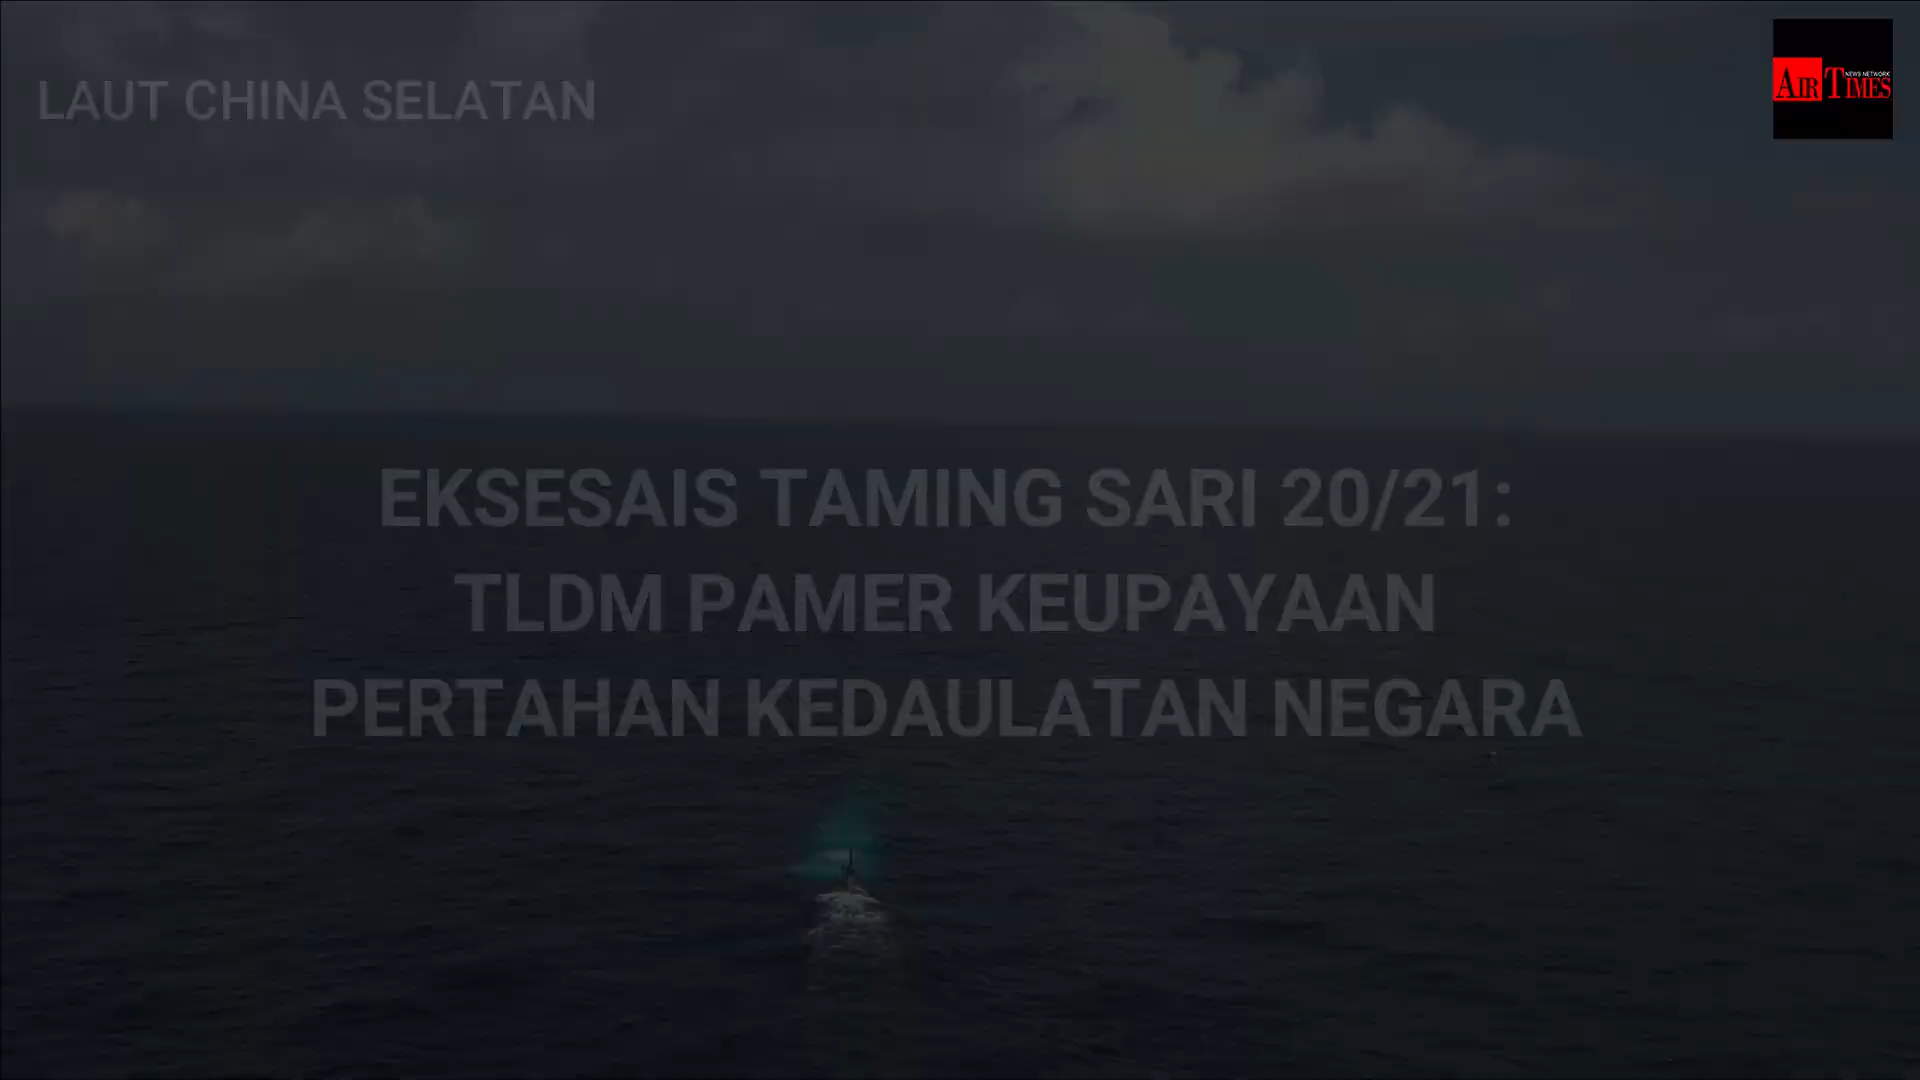 LAUT CHINA SELATAN
NEWS NETWORK
AIR TIMES
EKSESAIS TAMING SARI 20/21:
TLDM PAMER KEUPAYAAN
PERTAHAN KEDAULATAN NEGARA